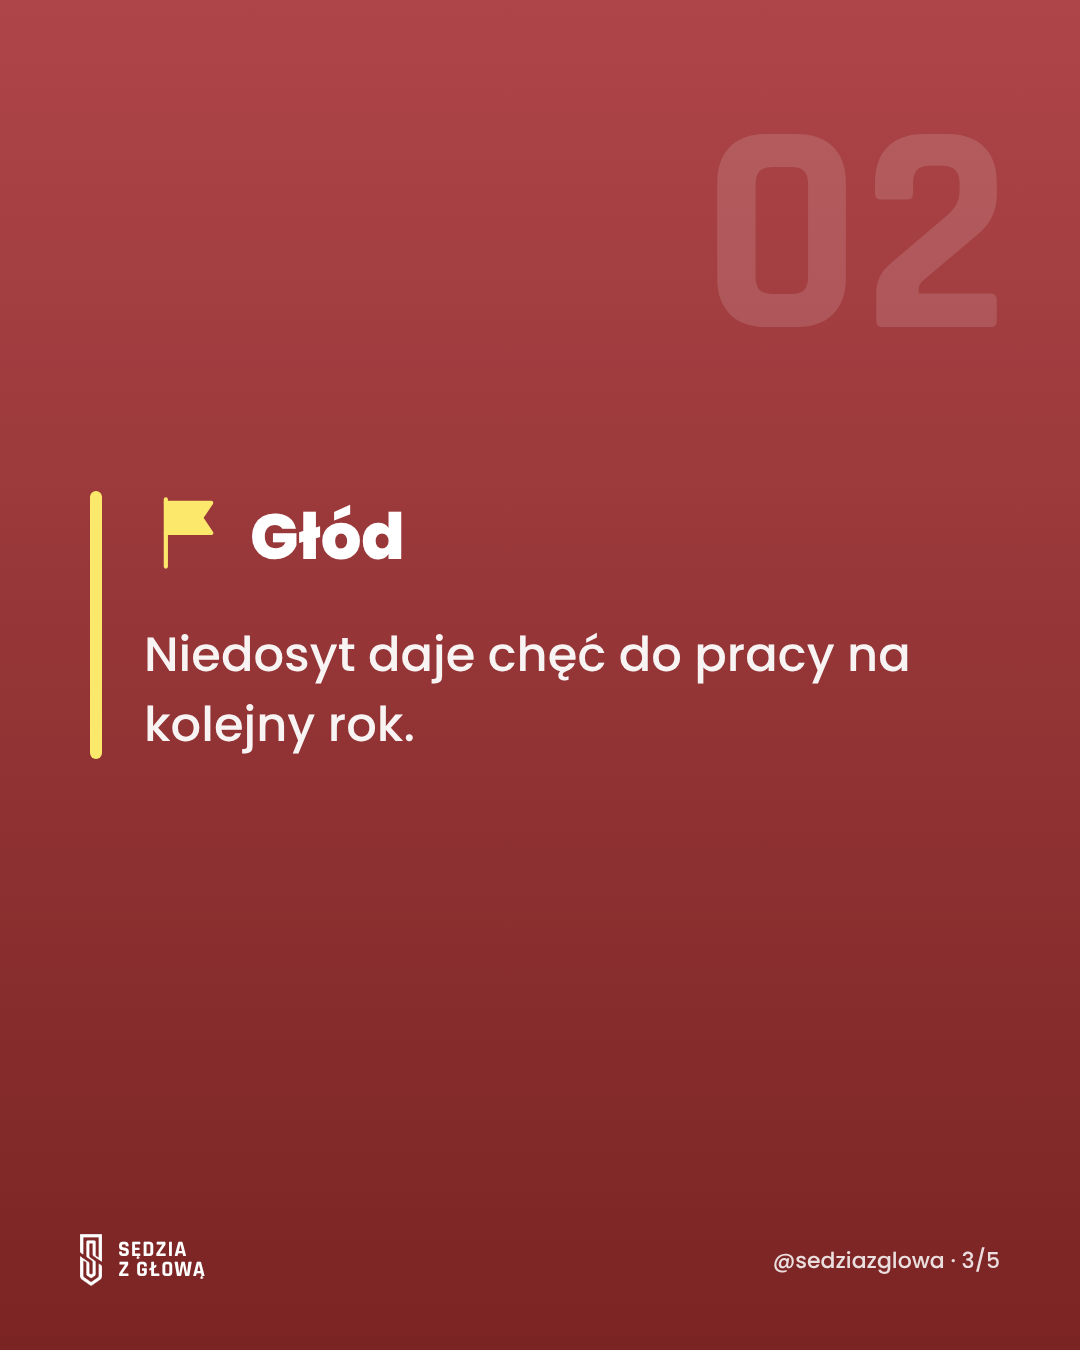 02
Głód
Niedosyt daje chęć do pracy na
kolejny rok.
SĘDZIA
Z GŁOWĄ
@sedziazglowa · 3/5